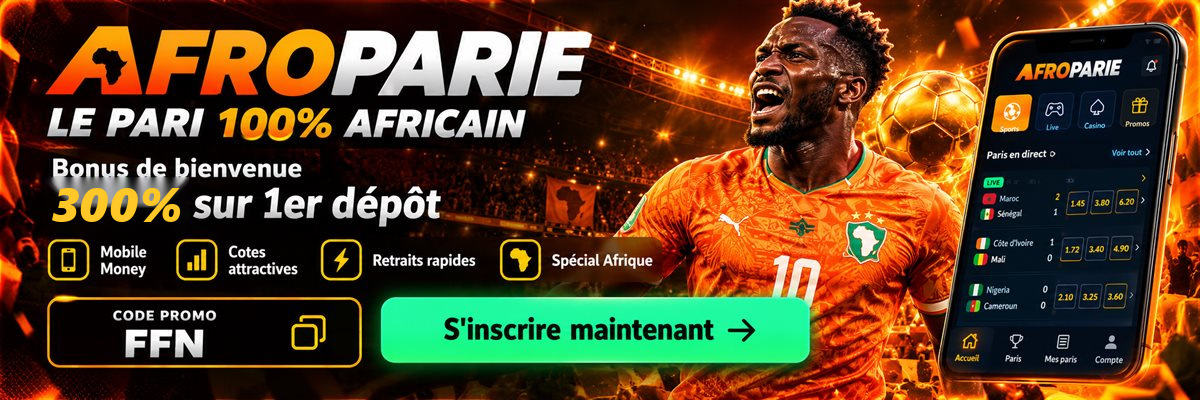 AFROPARIE
LE PARI 100% AFRICAIN
Bonus de bienvenue
300% sur 1er dépôt
Mobile
Money
Cotes
attractives
Retraits rapides
Spécial Afrique
CODE PROMO
FFN
S'inscrire maintenant →
10
AFROPARIE
Sports
Live
Casino
Promos
Paris en direct
Voir tout >
LIVE
Maroc 2 1.45 3.80 6.20
Sénégal 1
Côte d'Ivoire 1 1.72 3.40 4.90
Mali 0
Nigeria 0 2.10 3.25 3.60
Cameroun 0
Accueil
Paris
Mes paris
Compte